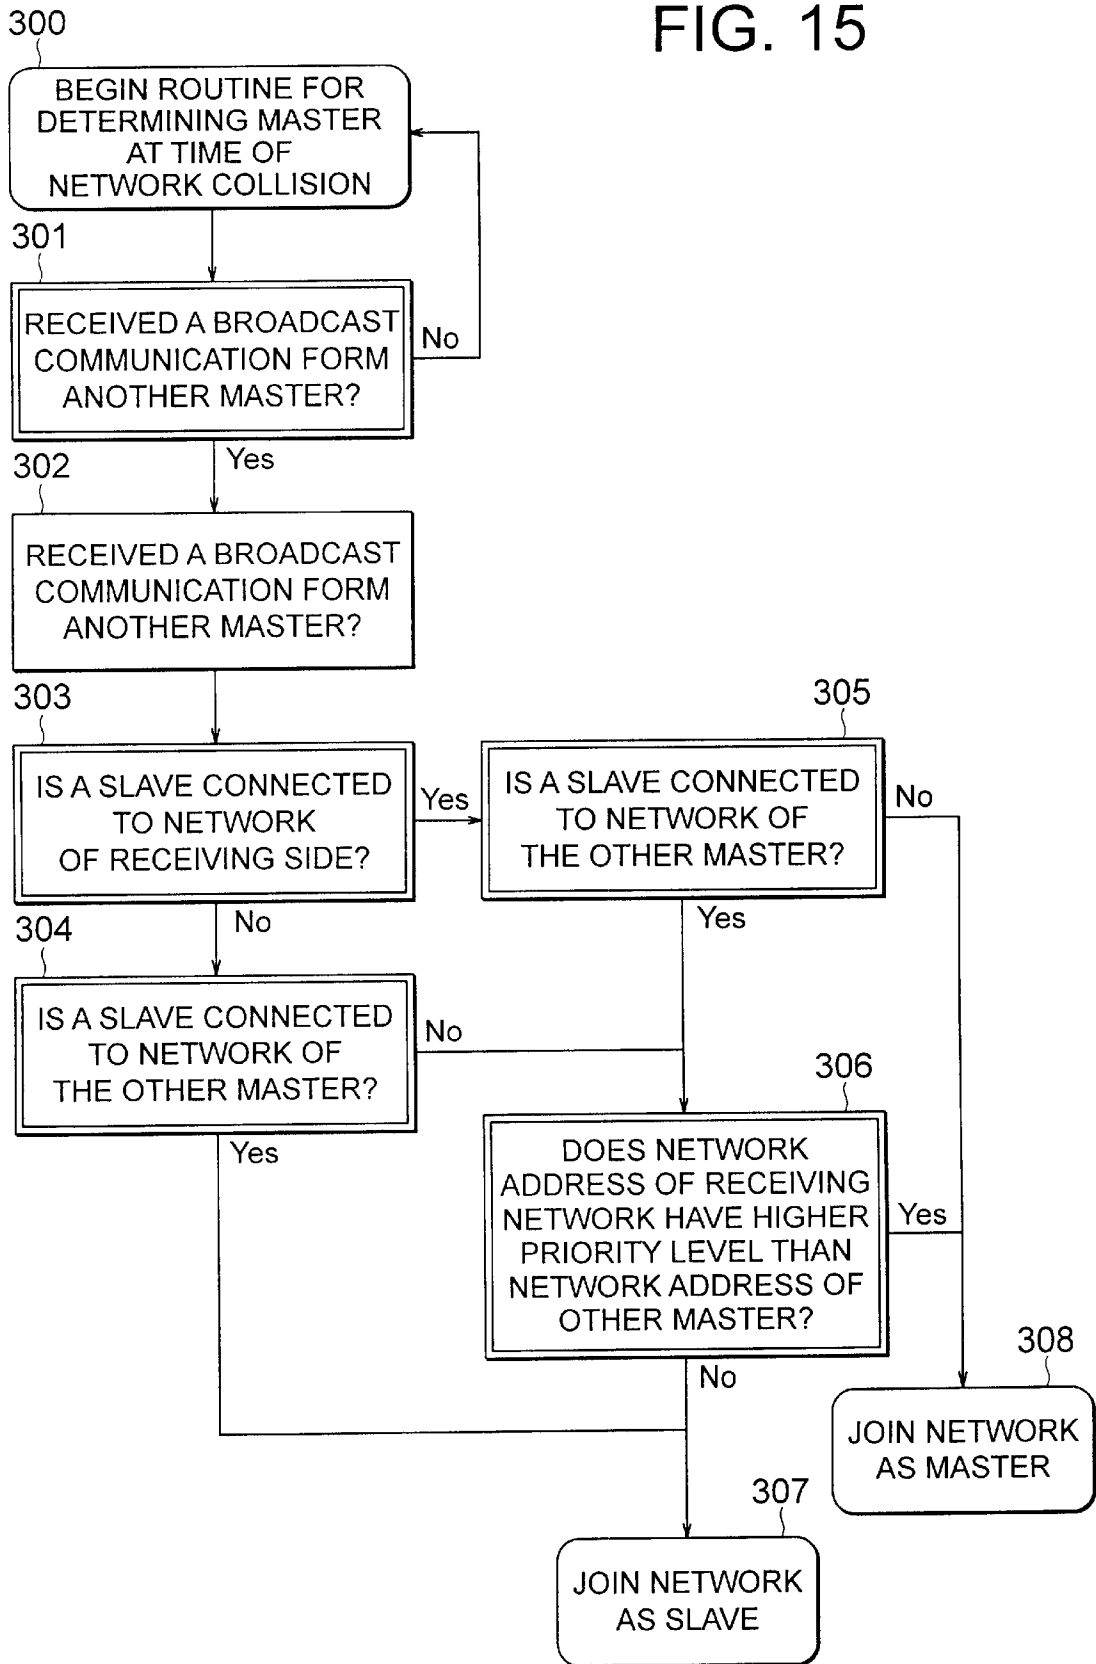 FIG. 15
300
BEGIN ROUTINE FOR
DETERMINING MASTER
AT TIME OF
NETWORK COLLISION
301
RECEIVED A BROADCAST
COMMUNICATION FORM
ANOTHER MASTER?
No
Yes
302
RECEIVED A BROADCAST
COMMUNICATION FORM
ANOTHER MASTER?
303
IS A SLAVE CONNECTED
TO NETWORK
OF RECEIVING SIDE?
Yes
No
305
IS A SLAVE CONNECTED
TO NETWORK OF
THE OTHER MASTER?
No
Yes
304
IS A SLAVE CONNECTED
TO NETWORK OF
THE OTHER MASTER?
No
Yes
306
DOES NETWORK
ADDRESS OF RECEIVING
NETWORK HAVE HIGHER
PRIORITY LEVEL THAN
NETWORK ADDRESS OF
OTHER MASTER?
Yes
No
308
JOIN NETWORK
AS MASTER
307
JOIN NETWORK
AS SLAVE